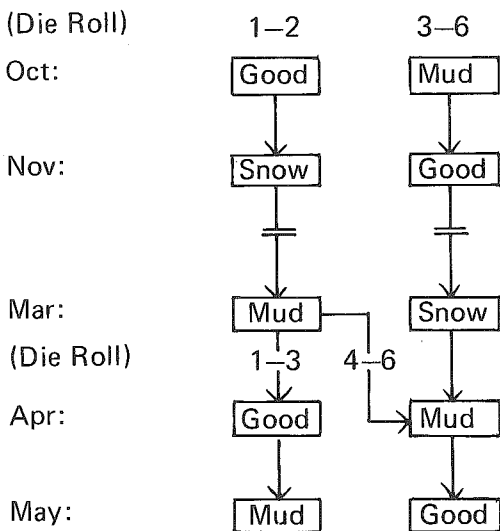 (Die Roll) 1–2 3–6
Oct: Good Mud
Nov: Snow Good
Mar: Mud Snow
(Die Roll) 1–3 4–6
Apr: Good Mud
May: Mud Good